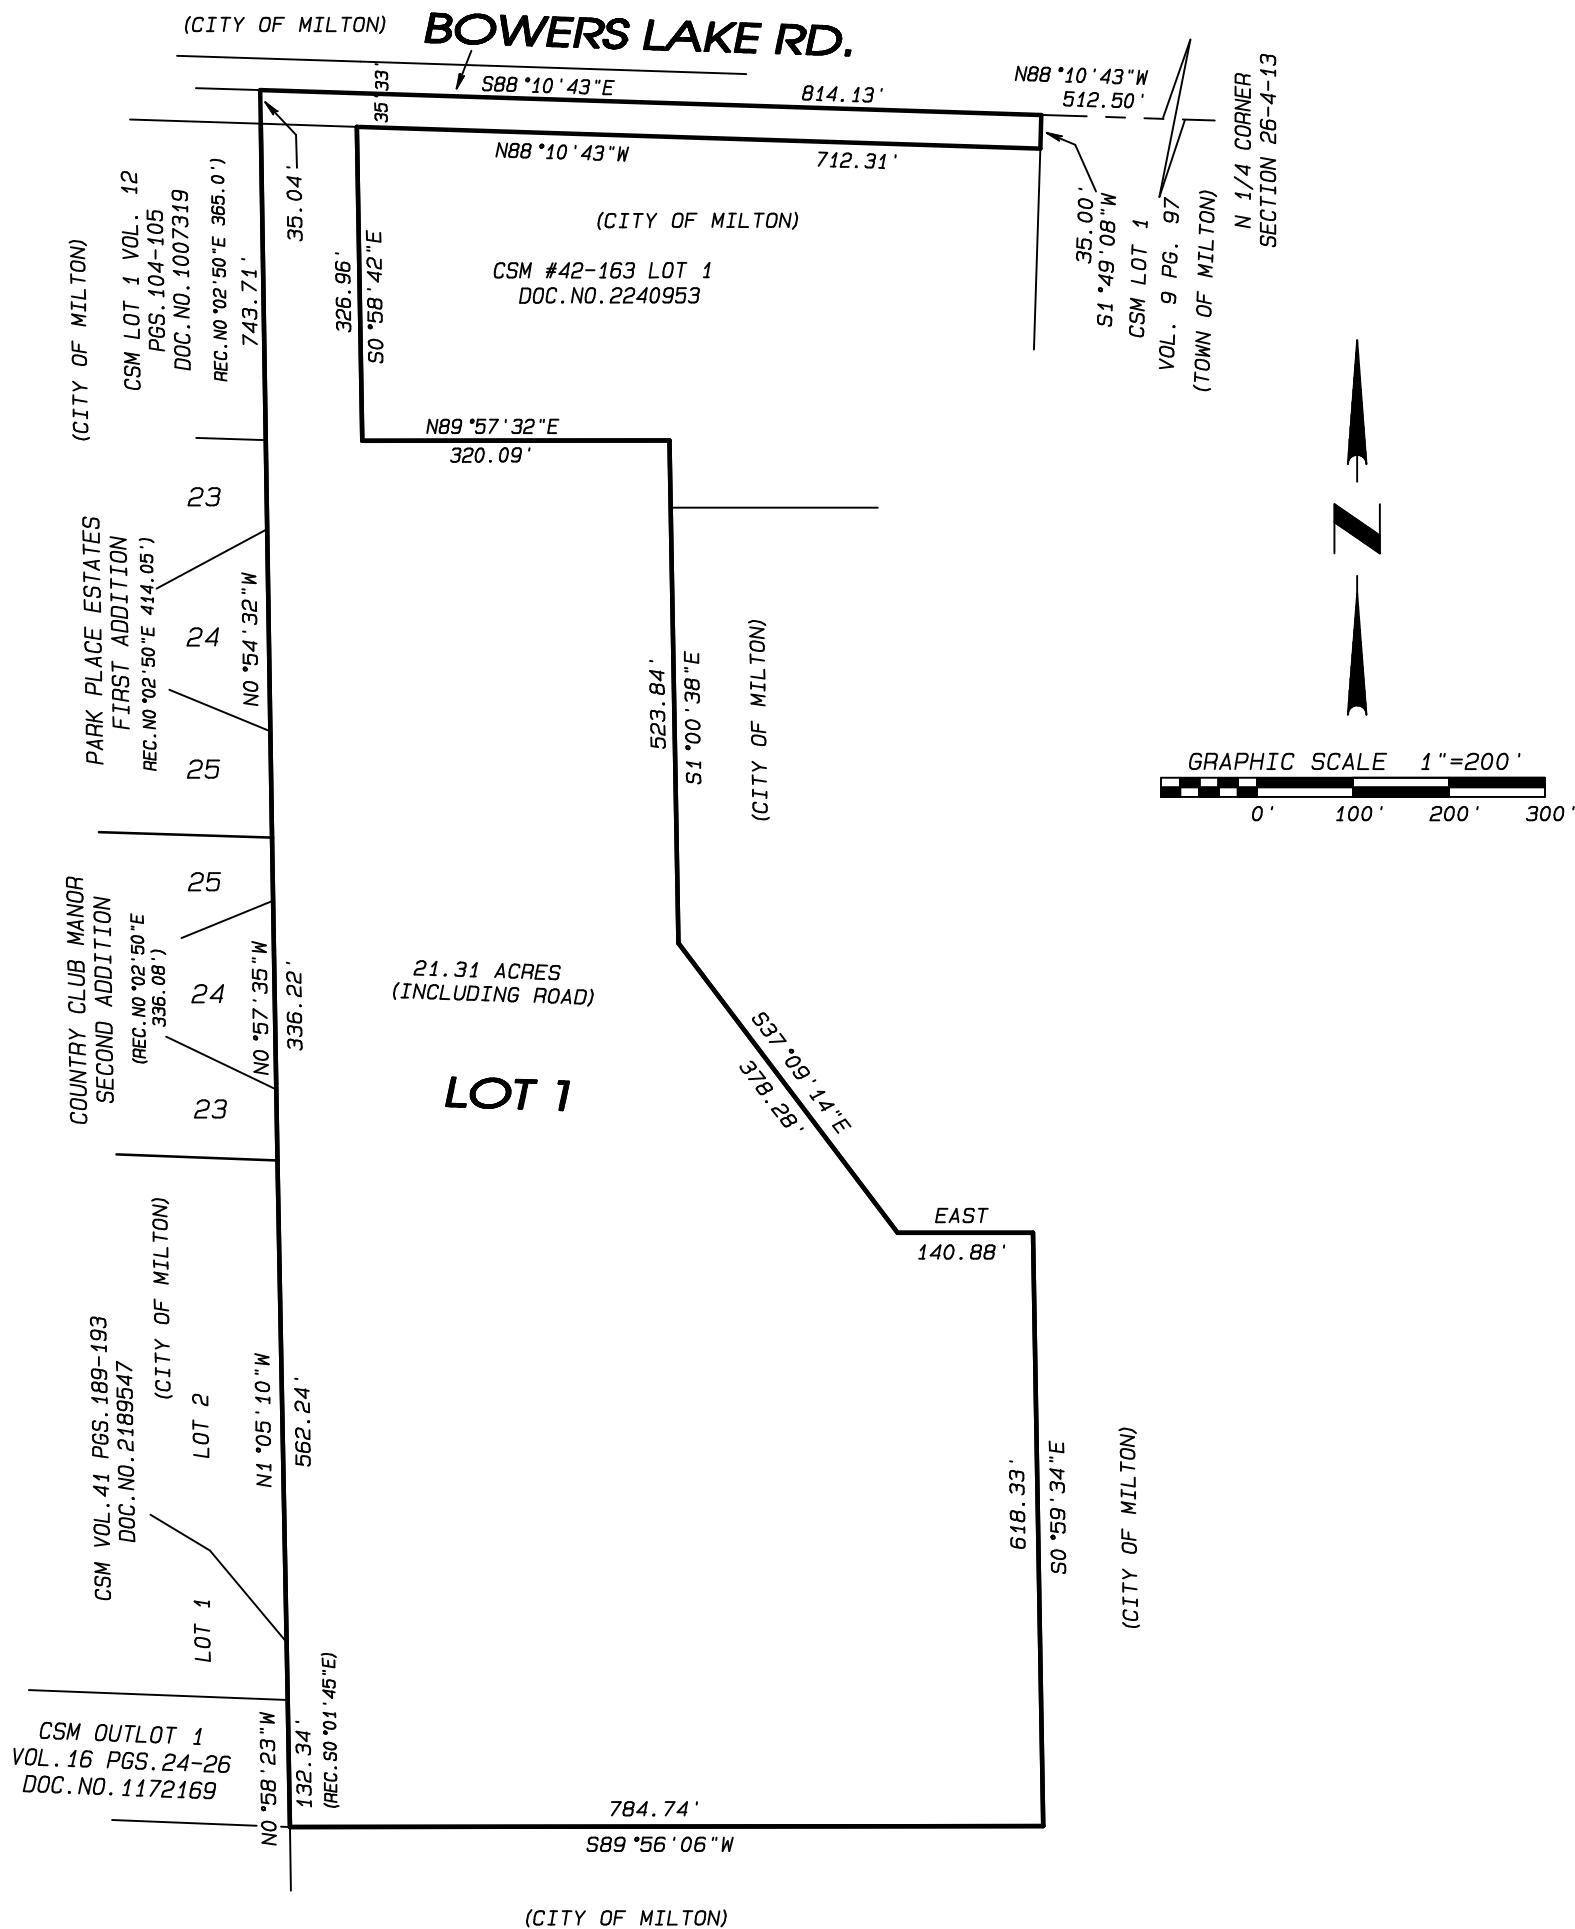 (CITY OF MILTON)
BOWERS LAKE RD.
35'33'
S88°10'43"E
814.13'
N88°10'43"W
512.50'
N 1/4 CORNER
SECTION 26-4-13
N88°10'43"W
712.31'
35.04'
35.00'
S1°49'08"W
CSM LOT 1
VOL. 9 PG. 97
(TOWN OF MILTON)
(CITY OF MILTON)
CSM #42-163 LOT 1
DOC.NO.2240953
(CITY OF MILTON)
CSM LOT 1 VOL. 12
PGS.104-105
DOC.NO.1007319
REC.N0°02'50"E 365.0')
743.71'
326.96'
S0°58'42"E
N89°57'32"E
320.09'
23
PARK PLACE ESTATES
FIRST ADDITION
REC.N0°02'50"E 414.05')
24
N0°54'32"W
25
523.84'
S1°00'38"E
(CITY OF MILTON)
N
GRAPHIC SCALE 1"=200'
0' 100' 200' 300'
COUNTRY CLUB MANOR
SECOND ADDITION
(REC.N0°02'50"E
336.08')
25
24
23
N0°57'35"W
336.22'
21.31 ACRES
(INCLUDING ROAD)
LOT 1
S37°09'14"E
378.28'
EAST
140.88'
(CITY OF MILTON)
CSM VOL.41 PGS.189-193
DOC.NO.2189547
LOT 2
N1°05'10"W
562.24'
LOT 1
618.33'
S0°59'34"E
(CITY OF MILTON)
CSM OUTLOT 1
VOL.16 PGS.24-26
DOC.NO.1172169
N0°58'23"W
132.34'
(REC.S0°01'45"E)
784.74'
S89°56'06"W
(CITY OF MILTON)